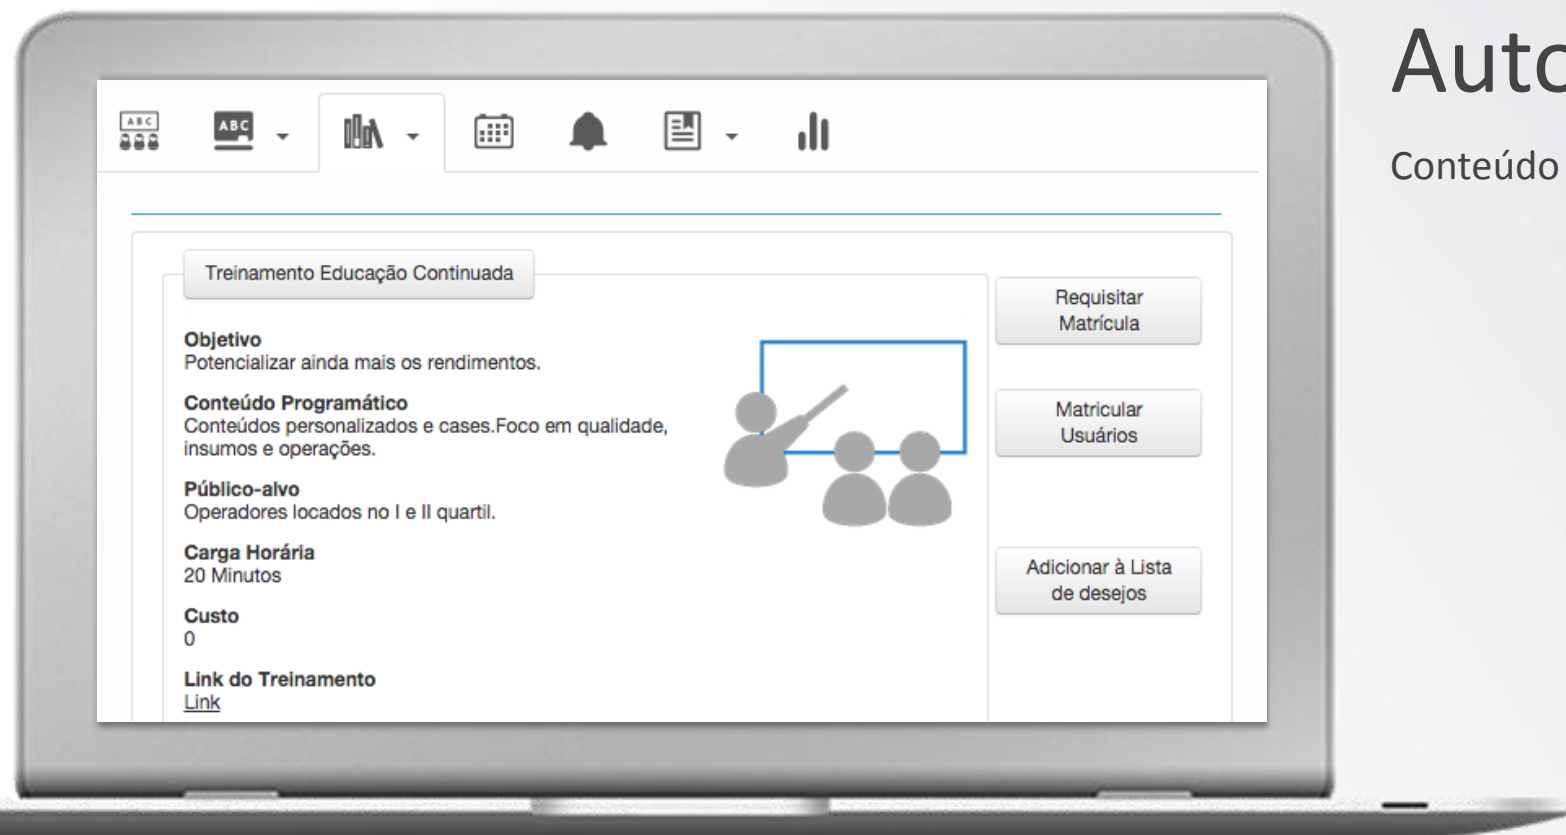 ABC
ABC
Treinamento Educação Continuada
Objetivo
Potencializar ainda mais os rendimentos.
Conteúdo Programático
Conteúdos personalizados e cases.Foco em qualidade,
insumos e operações.
Público-alvo
Operadores locados no I e II quartil.
Carga Horária
20 Minutos
Custo
0
Link do Treinamento
Link
Requisitar
Matrícula
Matricular
Usuários
Adicionar à Lista
de desejos
Auto
Conteúdo